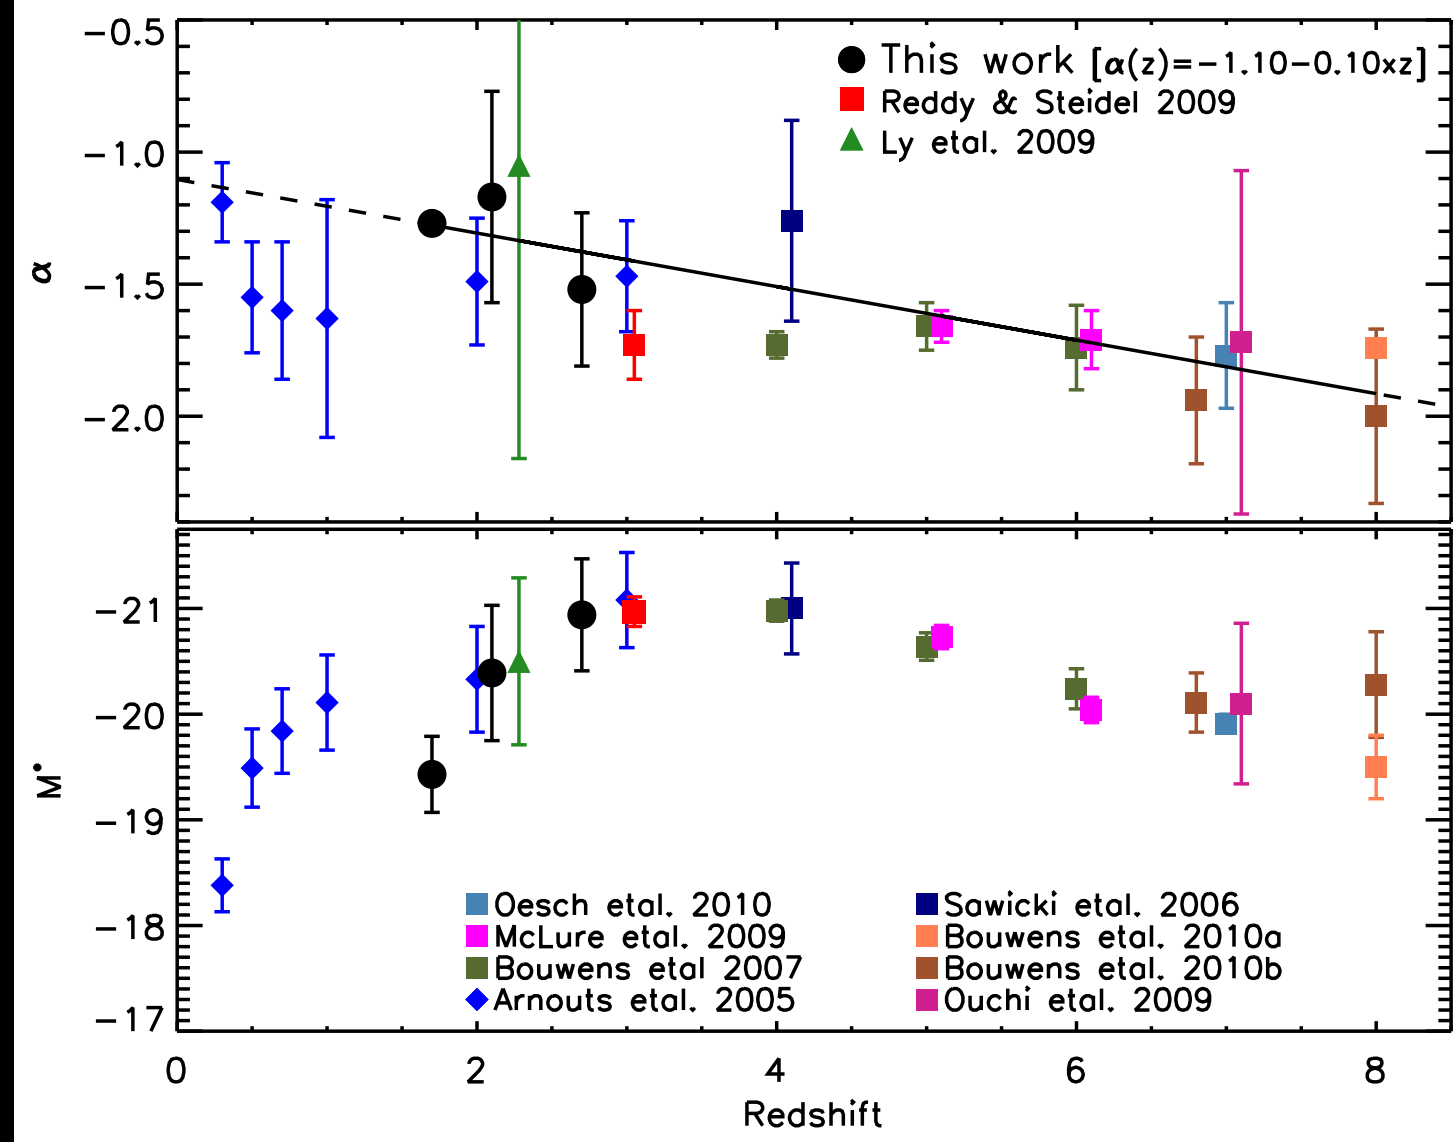 −0.5
This work [α(z)=−1.10−0.10xz]
Reddy & Steidel 2009
Ly etal. 2009
−1.0
−1.5
−2.0
α
−21
−20
−19
−18
−17
M*
Oesch etal. 2010
McLure etal. 2009
Bouwens etal 2007
Arnouts etal. 2005
Sawicki etal. 2006
Bouwens etal. 2010a
Bouwens etal. 2010b
Ouchi etal. 2009
0 2 4 6 8
Redshift